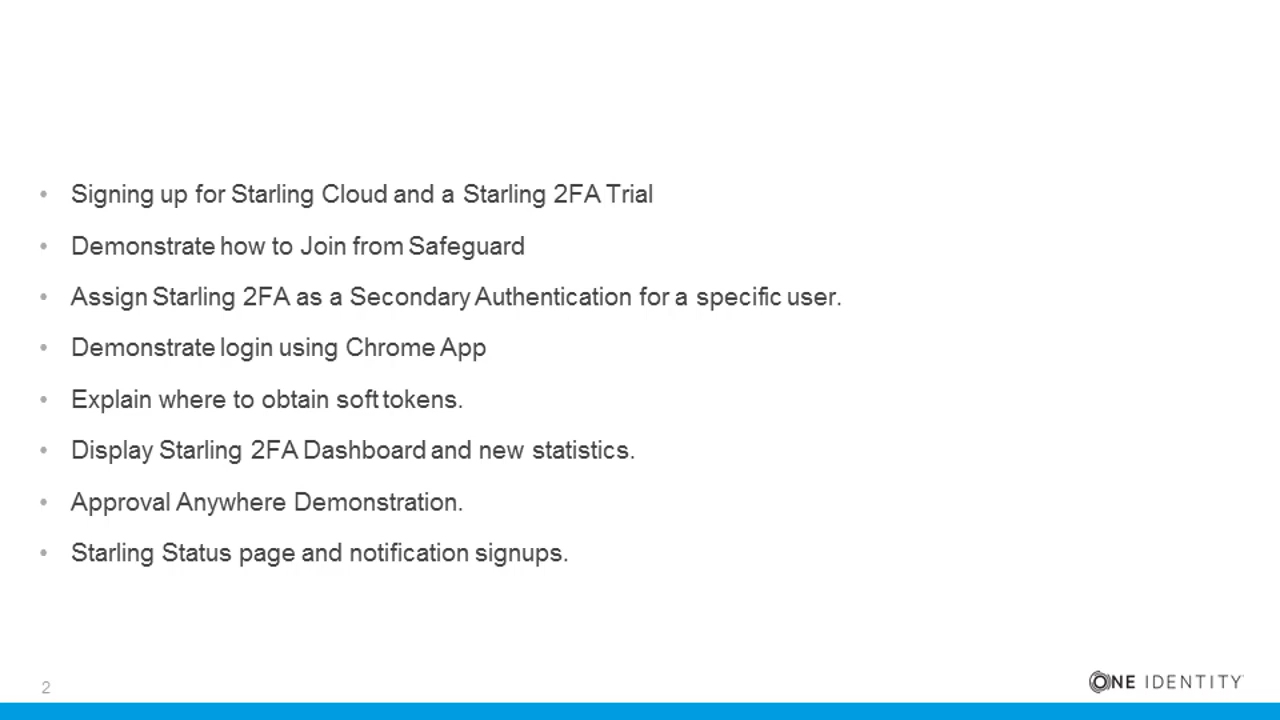 • Signing up for Starling Cloud and a Starling 2FA Trial
• Demonstrate how to Join from Safeguard
• Assign Starling 2FA as a Secondary Authentication for a specific user.
• Demonstrate login using Chrome App
• Explain where to obtain soft tokens.
• Display Starling 2FA Dashboard and new statistics.
• Approval Anywhere Demonstration.
• Starling Status page and notification signups.
2
ONE IDENTITY